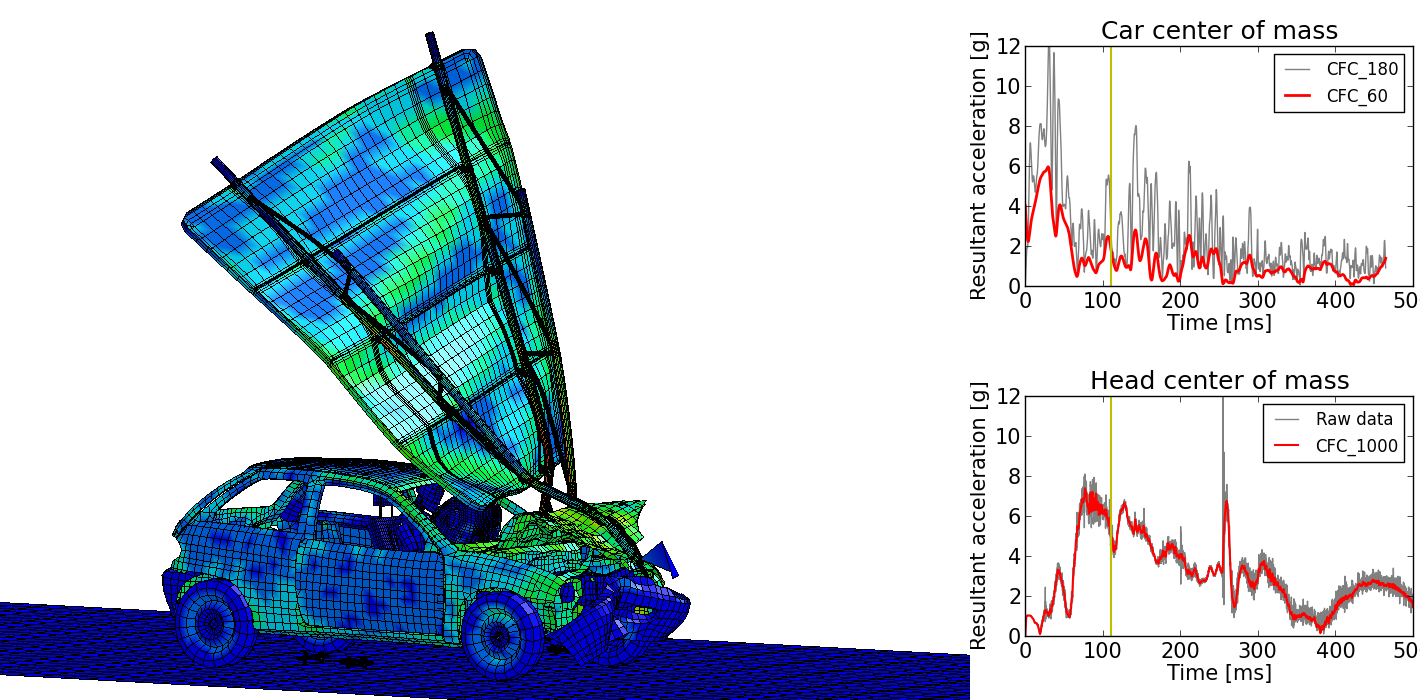 Car center of mass
Resultant acceleration [g]
12
10
8
6
4
2
0
CFC_180
CFC_60
0 100 200 300 400 50
Time [ms]
Head center of mass
Resultant acceleration [g]
12
10
8
6
4
2
0
Raw data
CFC_1000
0 100 200 300 400 50
Time [ms]